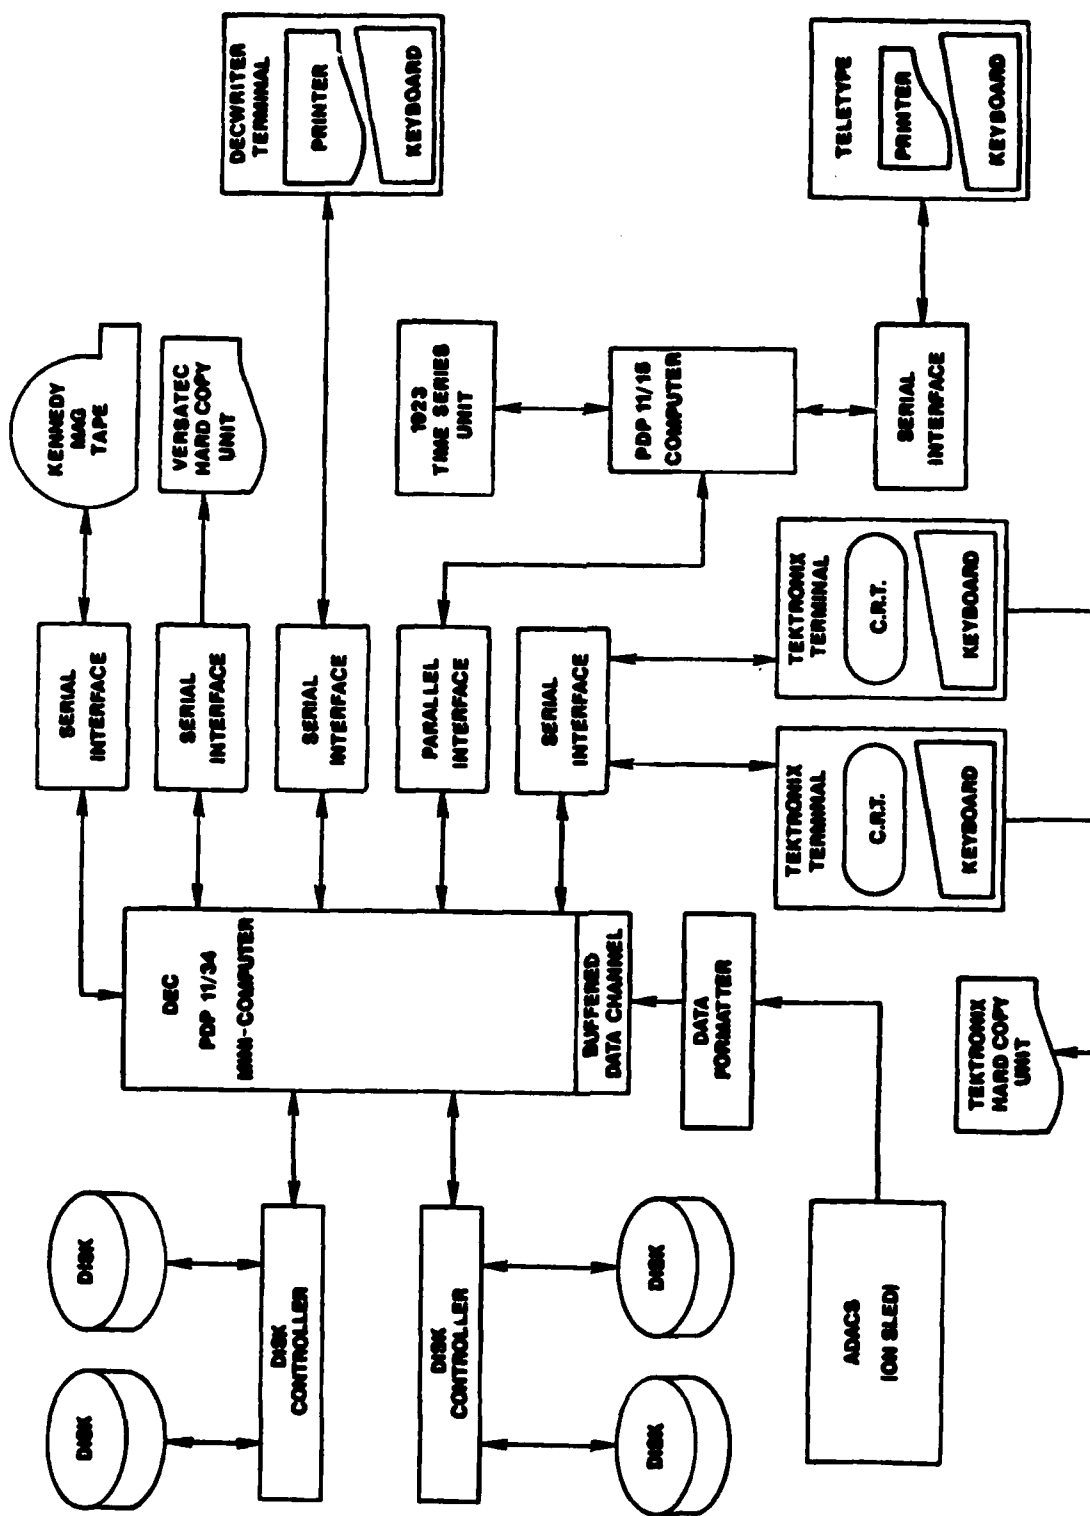 DISK
DISK
DISK
CONTROLLER
DISK
CONTROLLER
DISK
DISK
ADACS
ION SLEDI
DEC
PDP 11/34
MINI-COMPUTER
BUFFERED
DATA CHANNEL
DATA
FORMATTER
TEKTRONIX
HARD COPY
UNIT
SERIAL
INTERFACE
SERIAL
INTERFACE
SERIAL
INTERFACE
PARALLEL
INTERFACE
SERIAL
INTERFACE
TEKTRONIX
TERMINAL
C.R.T.
KEYBOARD
TEKTRONIX
TERMINAL
C.R.T.
KEYBOARD
KENNEDY
MAG
TAPE
VERSATEC
HARD COPY
UNIT
1923
TIME SERIES
UNIT
PDP 11/15
COMPUTER
SERIAL
INTERFACE
DECWRITER
TERMINAL
PRINTER
KEYBOARD
TELETYPE
PRINTER
KEYBOARD